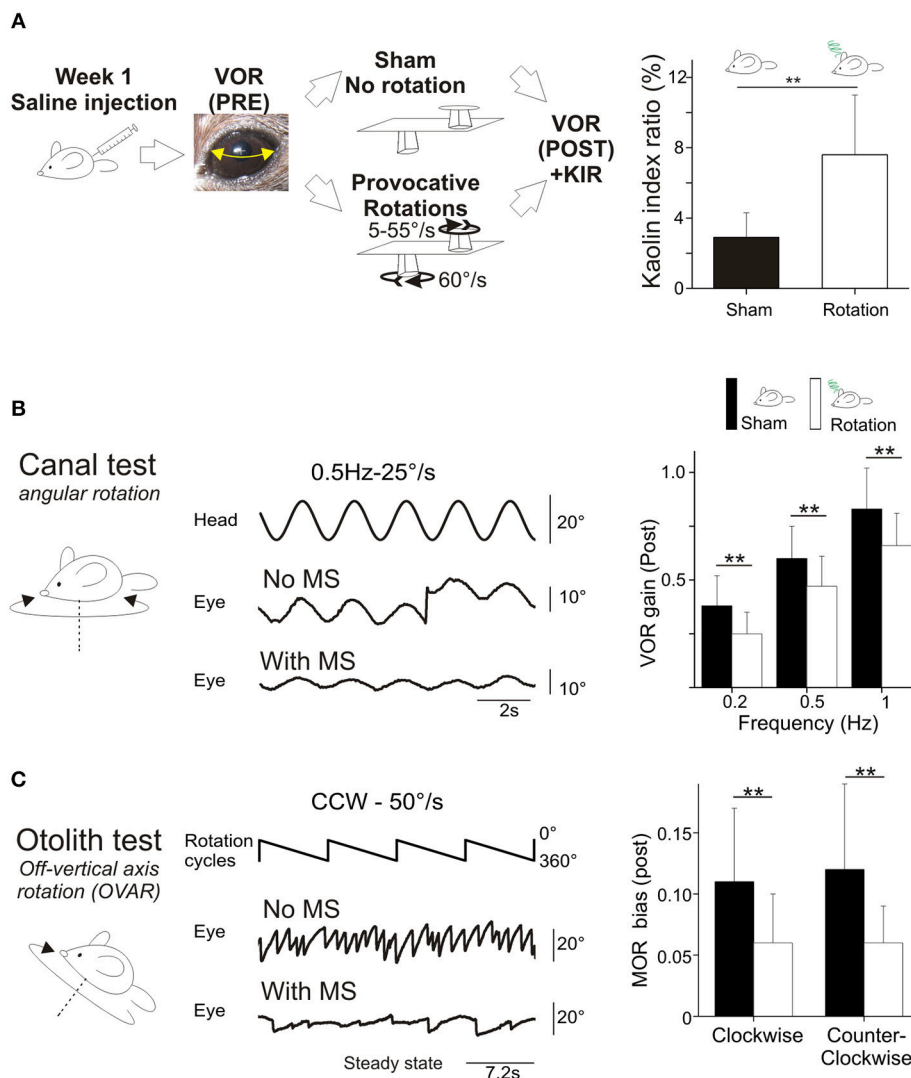 A
Week 1
Saline injection
VOR
(PRE)
Sham
No rotation
Provocative
Rotations
5-55°/s
60°/s
VOR
(POST)
+KIR
Kaolin index ratio (%)
12
8
4
0
**
Sham
Rotation
B
Canal test
angular rotation
0.5Hz-25°/s
Head
20°
No MS
Eye
10°
With MS
Eye
10°
2s
Sham
Rotation
VOR gain (Post)
1.0
0.5
**
**
**
0.2
0.5
1
Frequency (Hz)
C
Otolith test
Off-vertical axis
rotation (OVAR)
CCW - 50°/s
Rotation
cycles
0°
360°
No MS
Eye
20°
With MS
Eye
20°
Steady state
7.2s
MOR bias (post)
0.15
0.10
0.05
0
**
**
Clockwise
Counter-
Clockwise